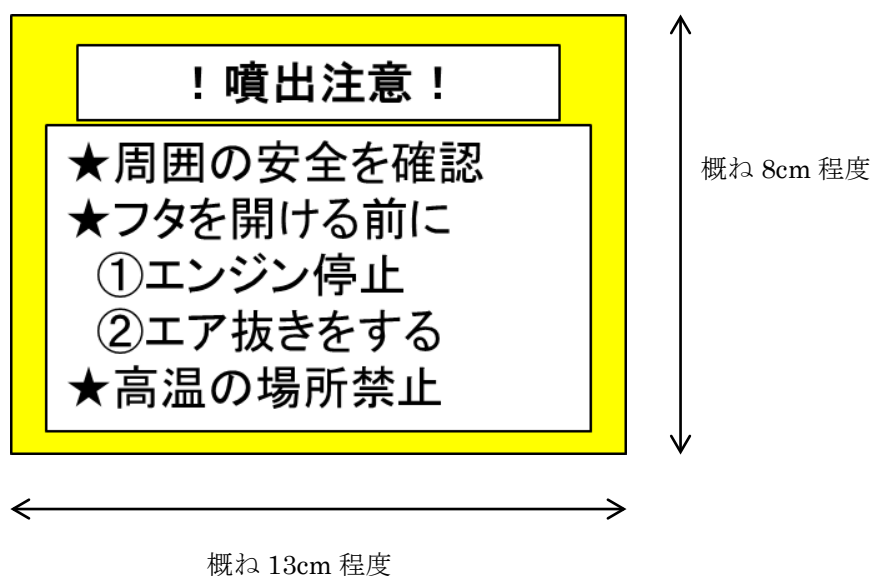 ！噴出注意！
★周囲の安全を確認
★フタを開ける前に
①エンジン停止
②エア抜きをする
★高温の場所禁止
概ね 8cm 程度
概ね 13cm 程度